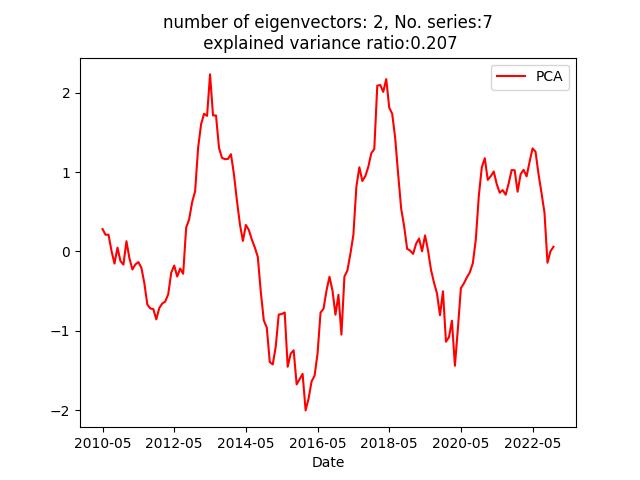 number of eigenvectors: 2, No. series:7
explained variance ratio:0.207
PCA
2
1
0
−1
−2
2010-05 2012-05 2014-05 2016-05 2018-05 2020-05 2022-05
Date